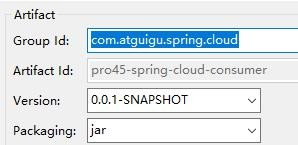 Artifact
Group Id: com.atguigu.spring.cloud
Artifact Id: pro45-spring-cloud-consumer
Version: 0.0.1-SNAPSHOT
Packaging: jar